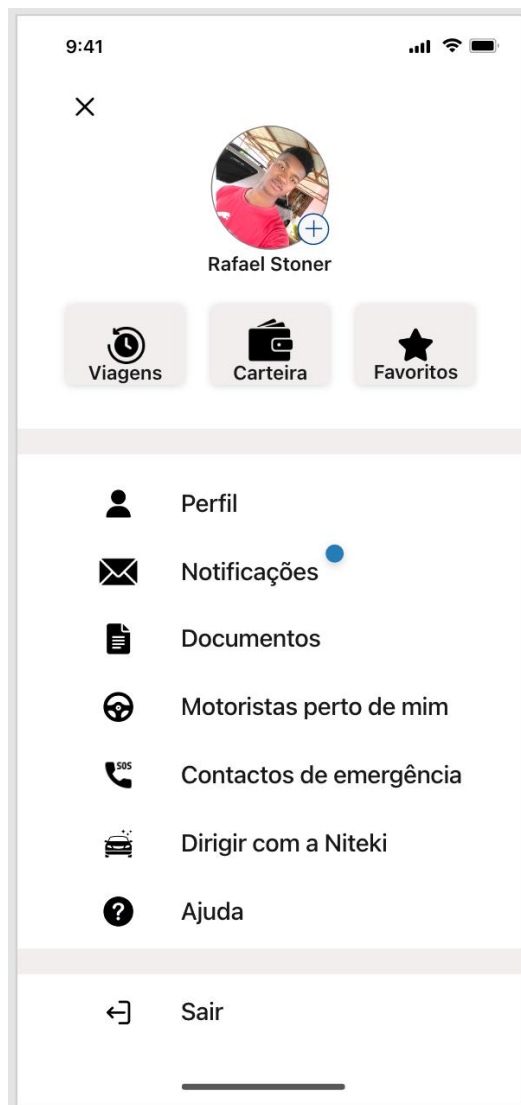 9:41
Rafael Stoner
Viagens Carteira Favoritos
Perfil
Notificações
Documentos
Motoristas perto de mim
SOS
Contactos de emergência
Dirigir com a Niteki
?
Ajuda
Sair